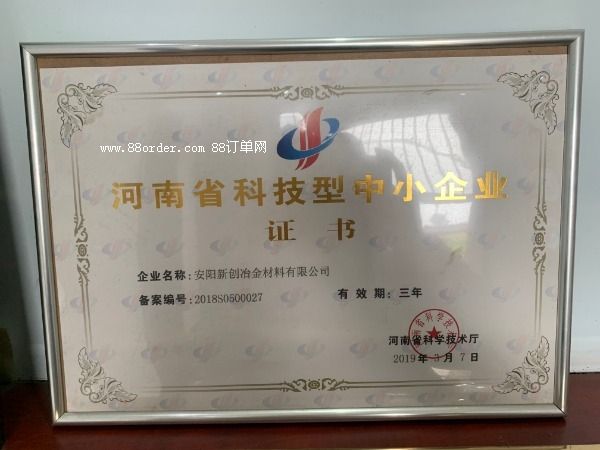 www.88order.com 88订单网
河南省科技型中小企业
证书
企业名称：安阳新创冶金材料有限公司
备案编号：2018S0500027 有效期：三年
河南省科学技术厅
2019年3月7日